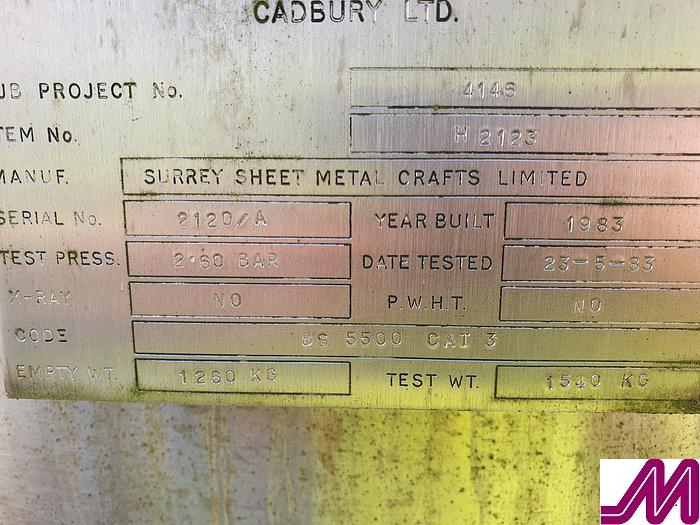 CADBURY LTD.
JB PROJECT No. 4146
TEM No. H 2123
MANUF. SURREY SHEET METAL CRAFTS LIMITED
SERIAL No. 2120/A YEAR BUILT 1983
TEST PRESS. 2·60 BAR DATE TESTED 23-5-83
X-RAY NO P.W.H.T. NO
CODE BS 5500 CAT 3
EMPTY WT. 1260 KG TEST WT. 1540 KG
M